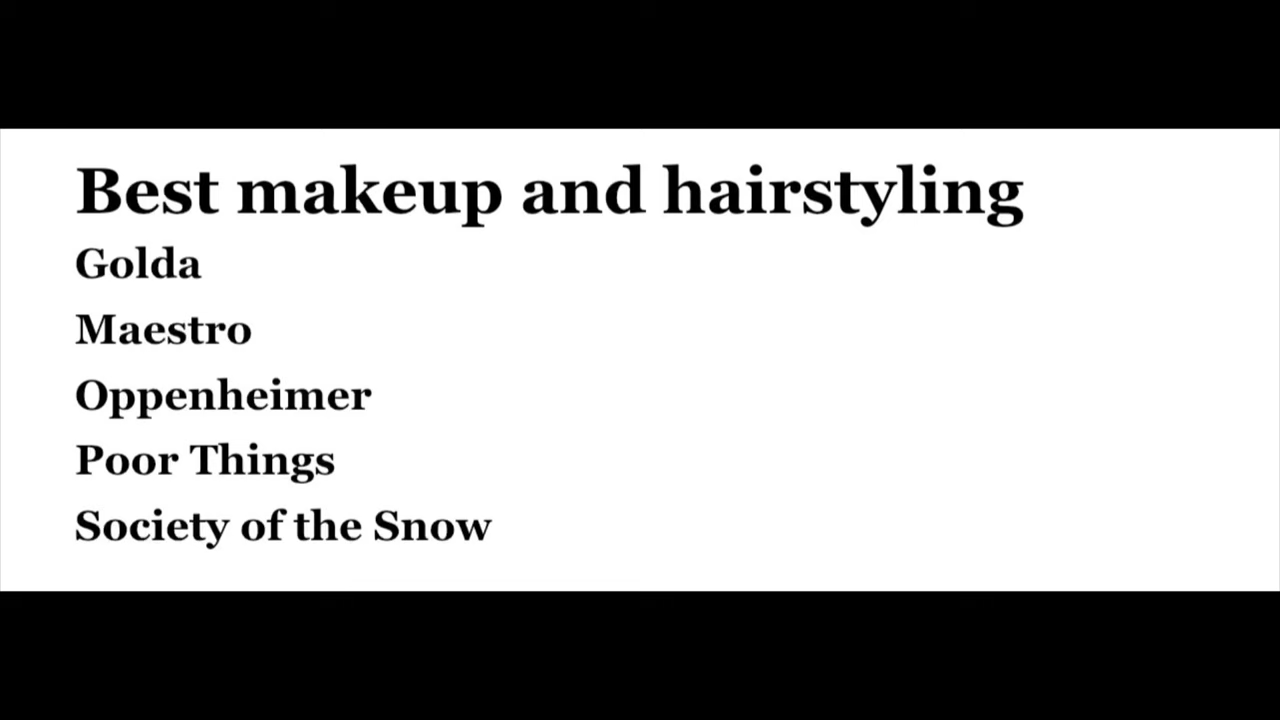 Best makeup and hairstyling
Golda
Maestro
Oppenheimer
Poor Things
Society of the Snow